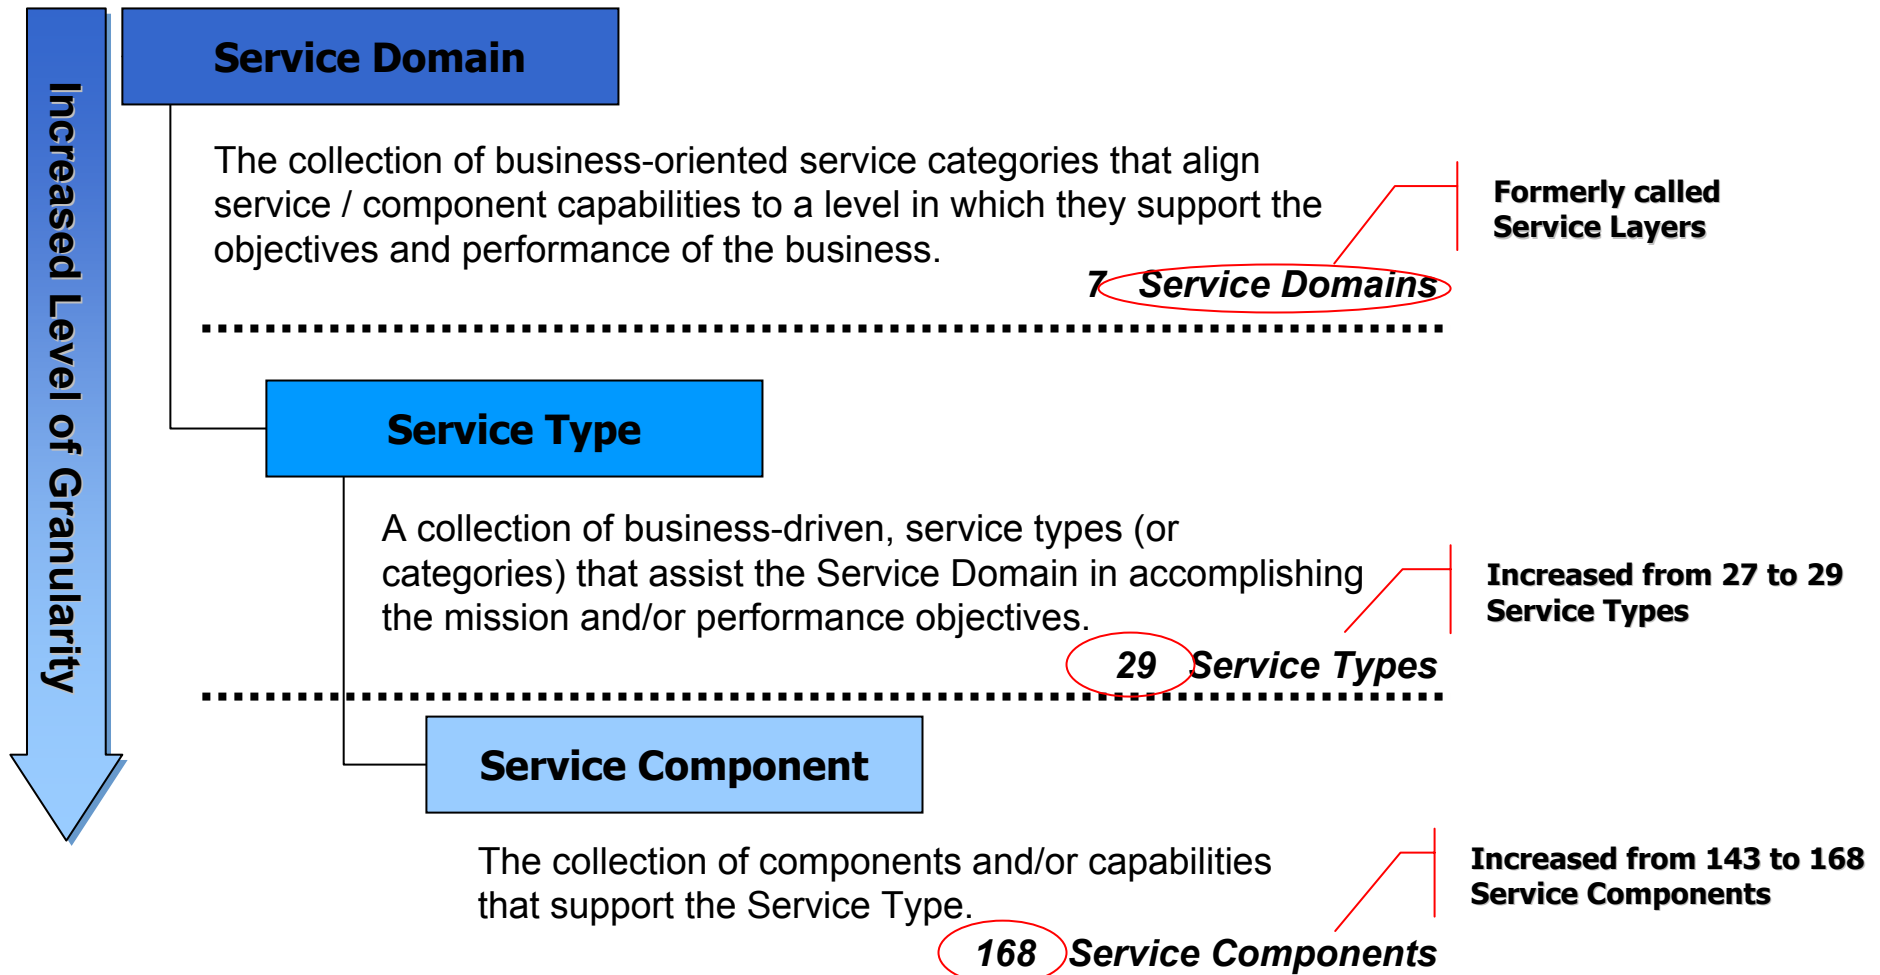 Increased Level of Granularity
Service Domain
The collection of business-oriented service categories that align
service / component capabilities to a level in which they support the
objectives and performance of the business.
7 Service Domains
Formerly called
Service Layers
Service Type
A collection of business-driven, service types (or
categories) that assist the Service Domain in accomplishing
the mission and/or performance objectives.
29 Service Types
Increased from 27 to 29
Service Types
Service Component
The collection of components and/or capabilities
that support the Service Type.
168 Service Components
Increased from 143 to 168
Service Components